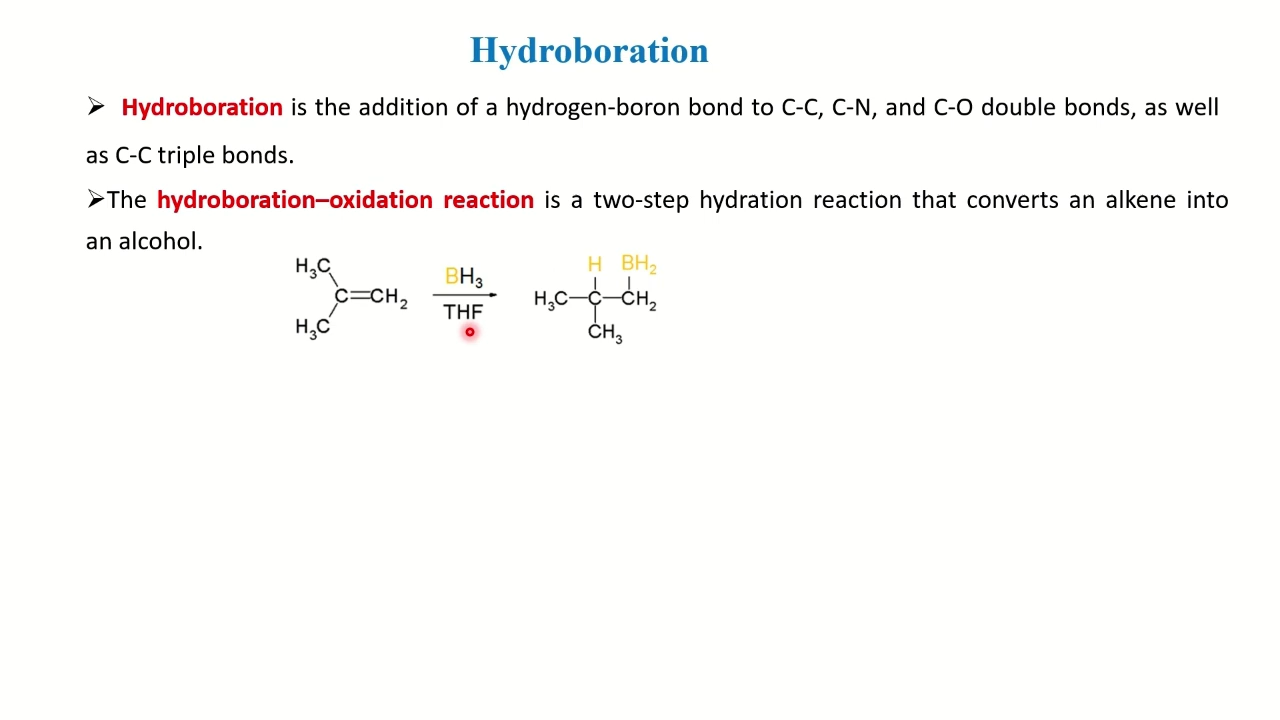 Hydroboration
➢ Hydroboration is the addition of a hydrogen-boron bond to C-C, C-N, and C-O double bonds, as well
as C-C triple bonds.
➢The hydroboration–oxidation reaction is a two-step hydration reaction that converts an alkene into
an alcohol.
H₃C
C=CH₂
H₃C
BH₃
THF
H BH₂
H₃C–C–CH₂
CH₃